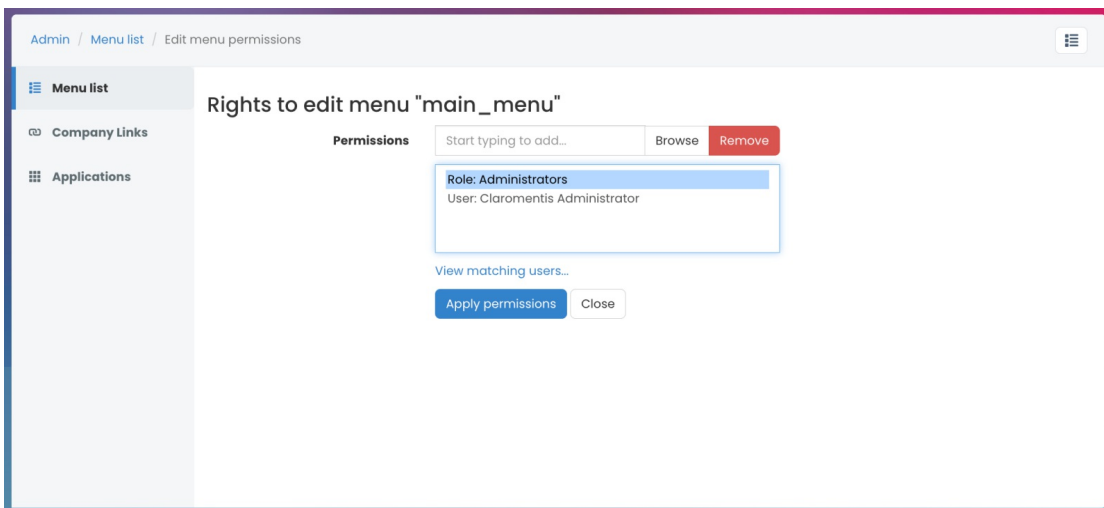 Admin / Menu list / Edit menu permissions
Menu list
Company Links
Applications
Rights to edit menu "main_menu"
Permissions
Start typing to add...
Browse
Remove
Role: Administrators
User: Claromentis Administrator
View matching users...
Apply permissions
Close